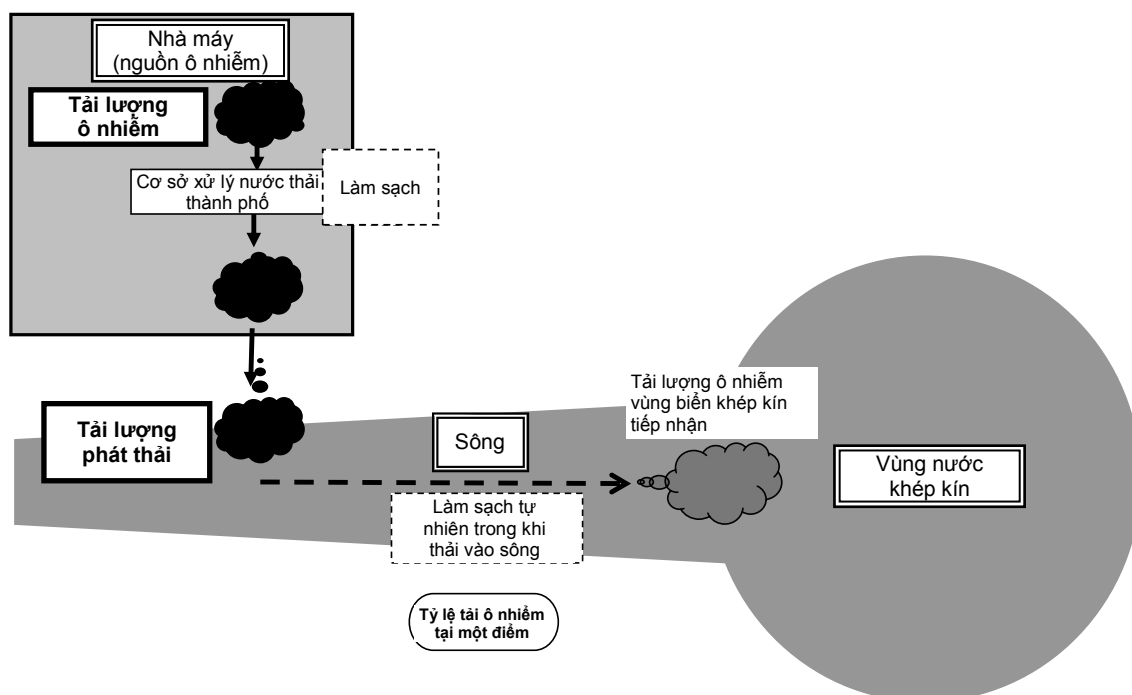 Nhà máy
(nguồn ô nhiễm)
Tải lượng
ô nhiễm
Cơ sở xử lý nước thải
thành phố
Làm sạch
Tải lượng
phát thải
Sông
Tải lượng ô nhiễm
vùng biển khép kín
tiếp nhận
Vùng nước
khép kín
Làm sạch tự
nhiên trong khi
thải vào sông
Tỷ lệ tải ô nhiễm
tại một điểm